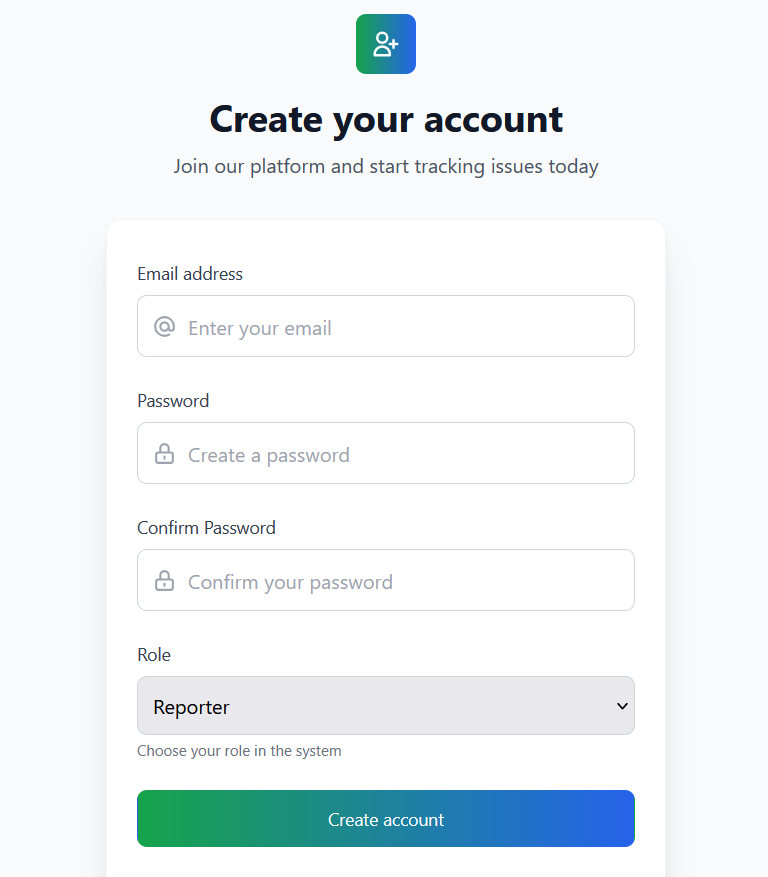 Create your account
Join our platform and start tracking issues today
Email address
Enter your email
Password
Create a password
Confirm Password
Confirm your password
Role
Reporter
Choose your role in the system
Create account